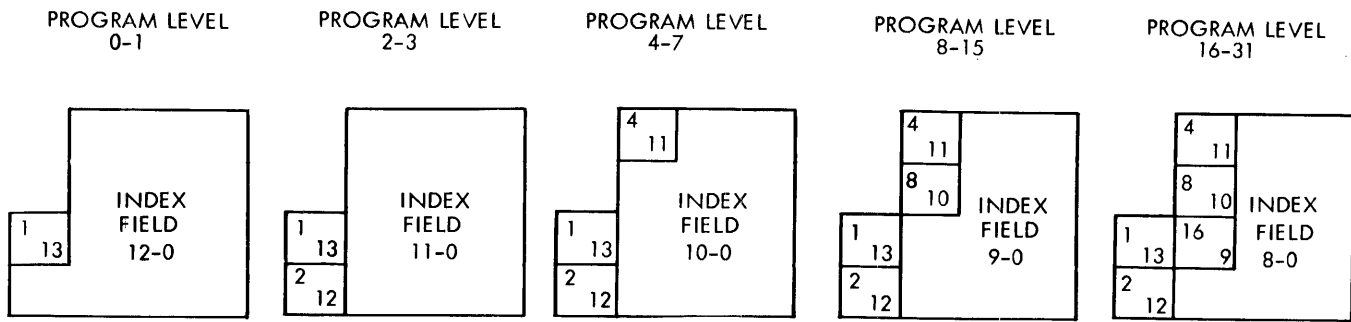 PROGRAM LEVEL
0-1
1
13
INDEX
FIELD
12-0
PROGRAM LEVEL
2-3
1
13
2
12
INDEX
FIELD
11-0
PROGRAM LEVEL
4-7
4
11
1
13
2
12
INDEX
FIELD
10-0
PROGRAM LEVEL
8-15
4
11
8
10
1
13
2
12
INDEX
FIELD
9-0
PROGRAM LEVEL
16-31
4
11
8
10
1
13
16
9
2
12
INDEX
FIELD
8-0